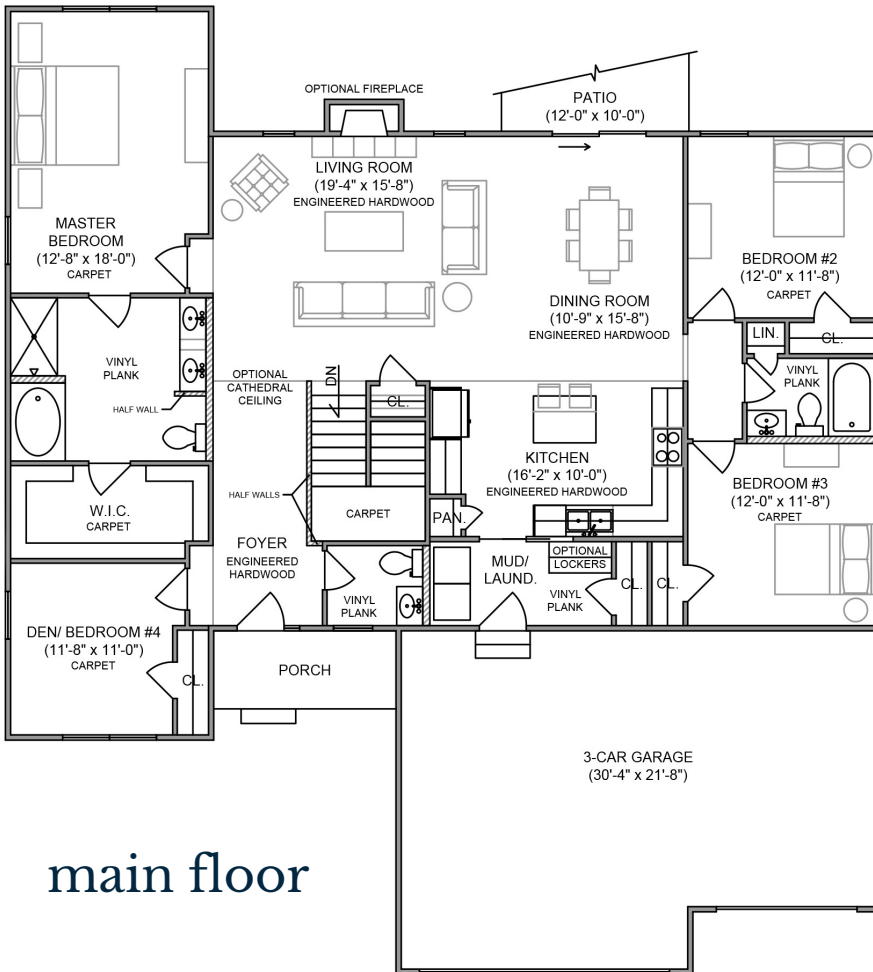 OPTIONAL FIREPLACE
PATIO
(12'-0" x 10'-0")
LIVING ROOM
(19'-4" x 15'-8")
ENGINEERED HARDWOOD
MASTER
BEDROOM
(12'-8" x 18'-0")
CARPET
BEDROOM #2
(12'-0" x 11'-8")
CARPET
DINING ROOM
(10'-9" x 15'-8")
ENGINEERED HARDWOOD
LIN.
CL.
VINYL
PLANK
HALF WALL
OPTIONAL
CATHEDRAL
CEILING
DN
CL.
VINYL
PLANK
KITCHEN
(16'-2" x 10'-0")
ENGINEERED HARDWOOD
BEDROOM #3
(12'-0" x 11'-8")
CARPET
W.I.C.
CARPET
HALF WALLS
CARPET
PAN.
FOYER
ENGINEERED
HARDWOOD
MUD/
LAUND.
OPTIONAL
LOCKERS
VINYL
PLANK
VINYL
PLANK
CL.
CL.
DEN/ BEDROOM #4
(11'-8" x 11'-0")
CARPET
CL.
PORCH
3-CAR GARAGE
(30'-4" x 21'-8")
main floor